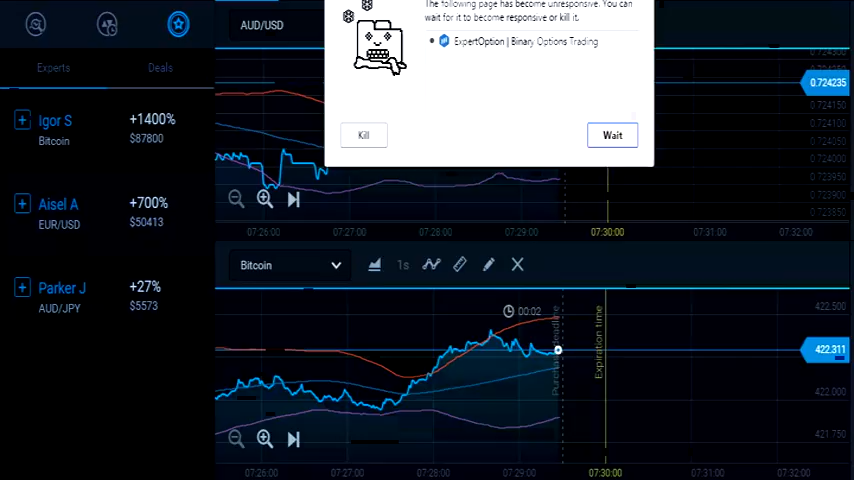 AUD/USD
The following page has become unresponsive. You can
wait for it to become responsive or kill it.
ExpertOption | Binary Options Trading
Kill
Wait
Experts
Deals
+ Igor S +1400%
Bitcoin $87800
+ Aisel A +700%
EUR/USD $50413
+ Parker J +27%
AUD/JPY $5573
0.724300
0.724250
0.724235
0.724150
0.724100
0.724050
0.724000
0.723950
0.723900
0.723850
07:26:00 07:27:00 07:28:00 07:29:00 07:30:00 07:31:00 07:32:00
Bitcoin 1s
00:02
Purchase deadline
Expiration time
422.500
422.311
422.000
421.750
07:26:00 07:27:00 07:28:00 07:29:00 07:30:00 07:31:00 07:32:00